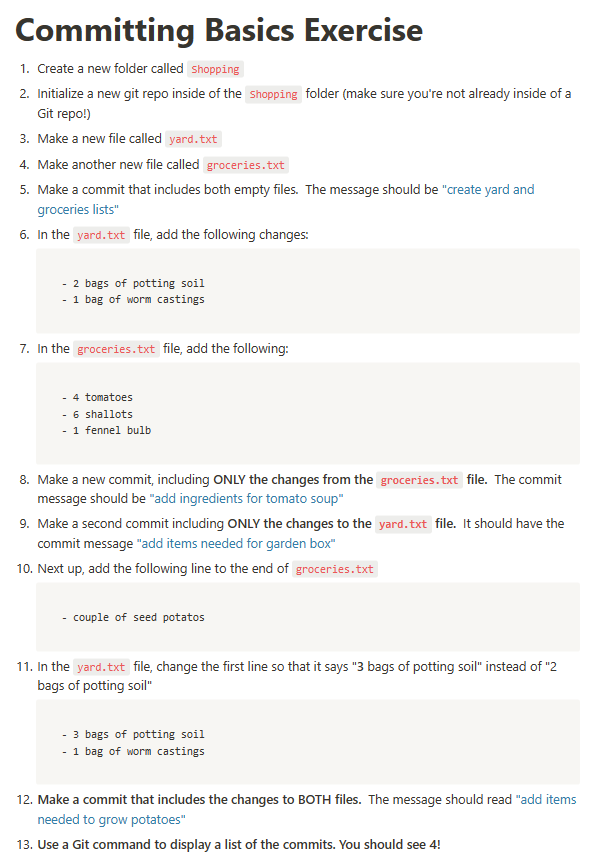 Committing Basics Exercise
1. Create a new folder called Shopping
2. Initialize a new git repo inside of the Shopping folder (make sure you're not already inside of a
Git repo!)
3. Make a new file called yard.txt
4. Make another new file called groceries.txt
5. Make a commit that includes both empty files. The message should be "create yard and
groceries lists"
6. In the yard.txt file, add the following changes:
- 2 bags of potting soil
- 1 bag of worm castings
7. In the groceries.txt file, add the following:
- 4 tomatoes
- 6 shallots
- 1 fennel bulb
8. Make a new commit, including ONLY the changes from the groceries.txt file. The commit
message should be "add ingredients for tomato soup"
9. Make a second commit including ONLY the changes to the yard.txt file. It should have the
commit message "add items needed for garden box"
10. Next up, add the following line to the end of groceries.txt
- couple of seed potatos
11. In the yard.txt file, change the first line so that it says "3 bags of potting soil" instead of "2
bags of potting soil"
- 3 bags of potting soil
- 1 bag of worm castings
12. Make a commit that includes the changes to BOTH files. The message should read "add items
needed to grow potatoes"
13. Use a Git command to display a list of the commits. You should see 4!